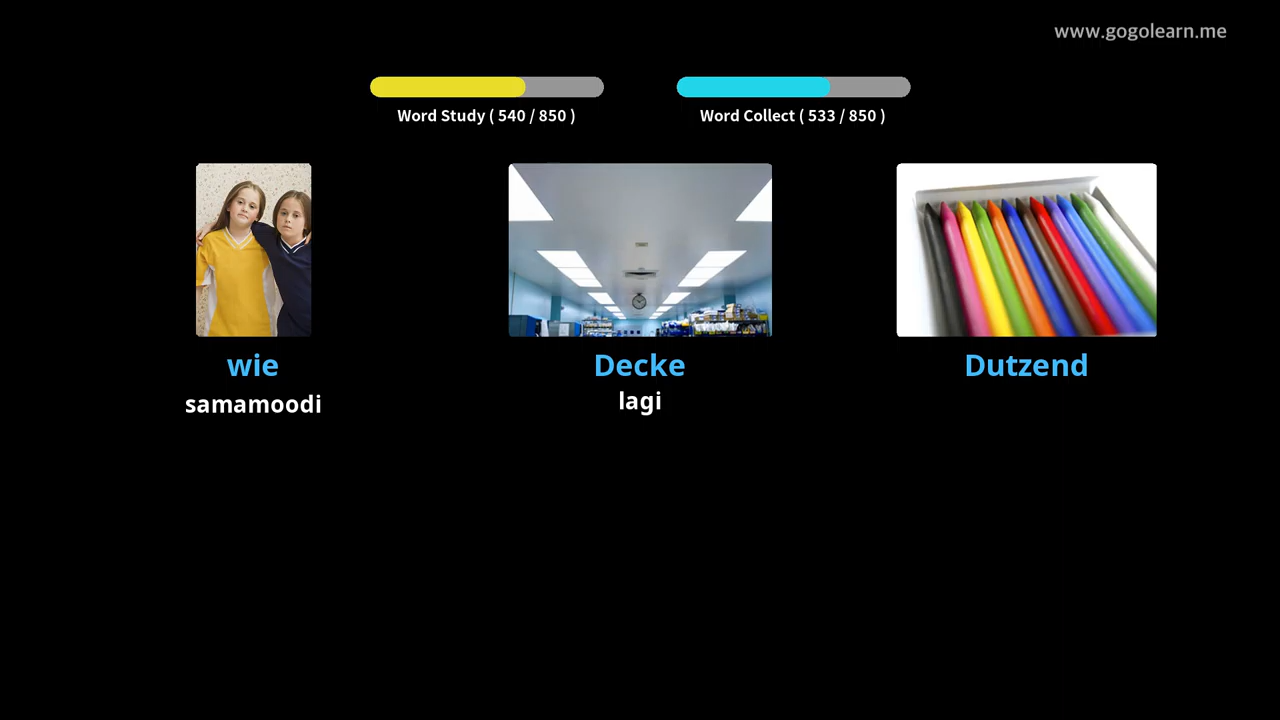 www.gogolearn.me
Word Study ( 540 / 850 )
Word Collect ( 533 / 850 )
wie
Decke
Dutzend
samamoodi
lagi